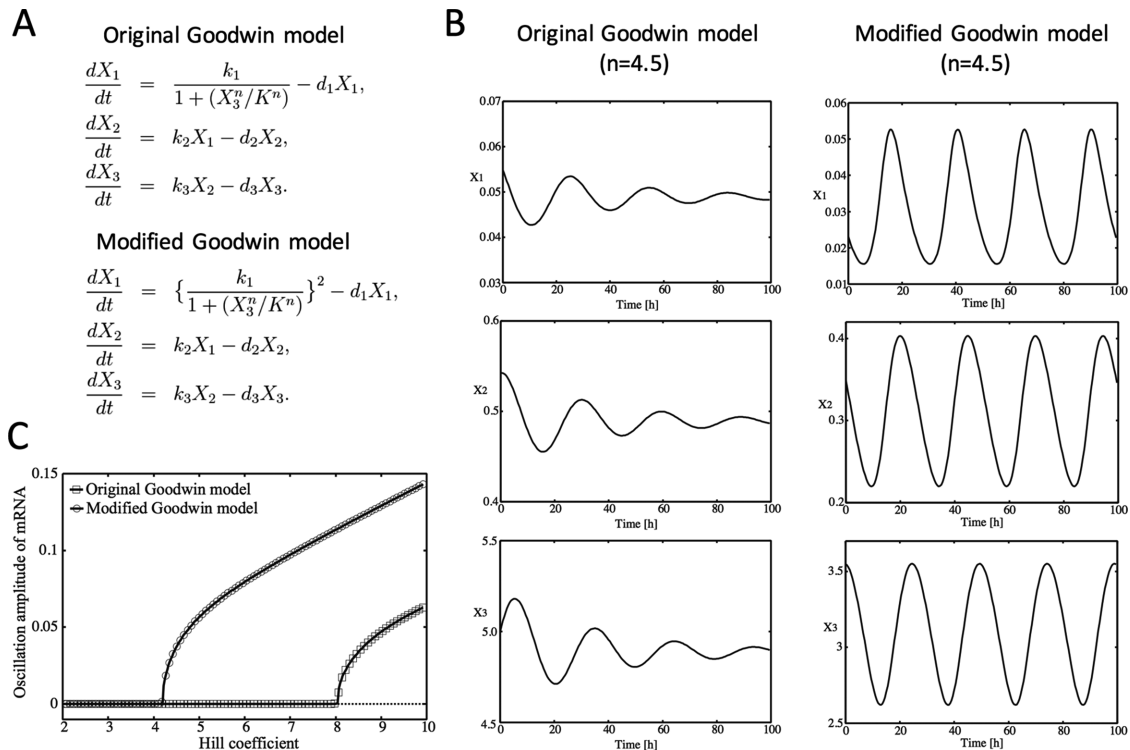 A
Original Goodwin model
dX₁/dt = k₁/(1 + (X₃ⁿ/Kⁿ)) − d₁X₁,
dX₂/dt = k₂X₁ − d₂X₂,
dX₃/dt = k₃X₂ − d₃X₃.
Modified Goodwin model
dX₁/dt = {k₁/(1 + (X₃ⁿ/Kⁿ))}² − d₁X₁,
dX₂/dt = k₂X₁ − d₂X₂,
dX₃/dt = k₃X₂ − d₃X₃.
B
Original Goodwin model
(n=4.5)
0.07
0.06
X1
0.05
0.04
0.03
0 20 40 60 80 100
Time [h]
0.6
X2
0.5
0.4
0 20 40 60 80 100
Time [h]
5.5
X3
5.0
4.5
0 20 40 60 80 100
Time [h]
Modified Goodwin model
(n=4.5)
0.06
0.05
0.04
X1
0.03
0.02
0.01
0 20 40 60 80 100
Time [h]
0.4
X2
0.3
0.2
0 20 40 60 80 100
Time [h]
3.5
X3
3
2.5
0 20 40 60 80 100
Time [h]
C
Oscillation amplitude of mRNA
0.15
0.1
0.05
0
Original Goodwin model
Modified Goodwin model
2 3 4 5 6 7 8 9 10
Hill coefficient